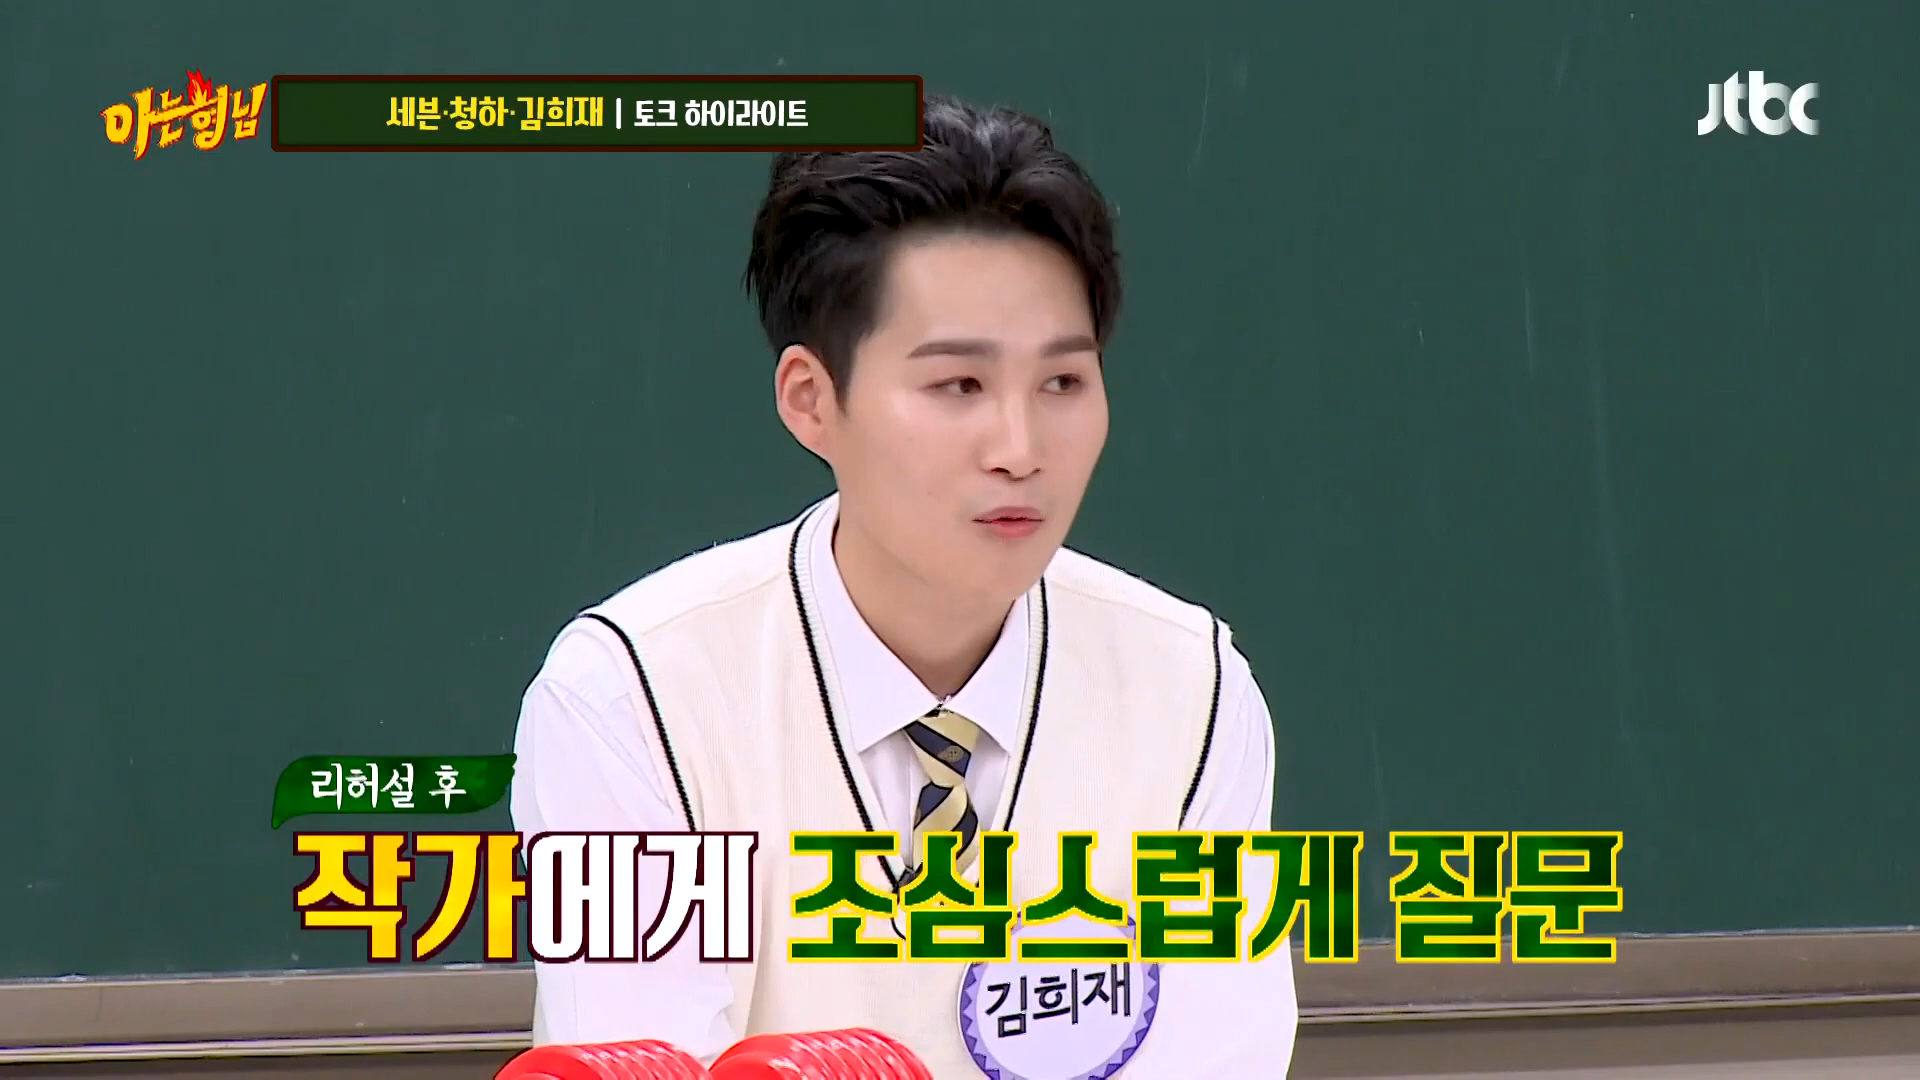 아는형님
세븐·청하·김희재 | 토크 하이라이트
jtbc
리허설 후
작가에게 조심스럽게 질문
김희재